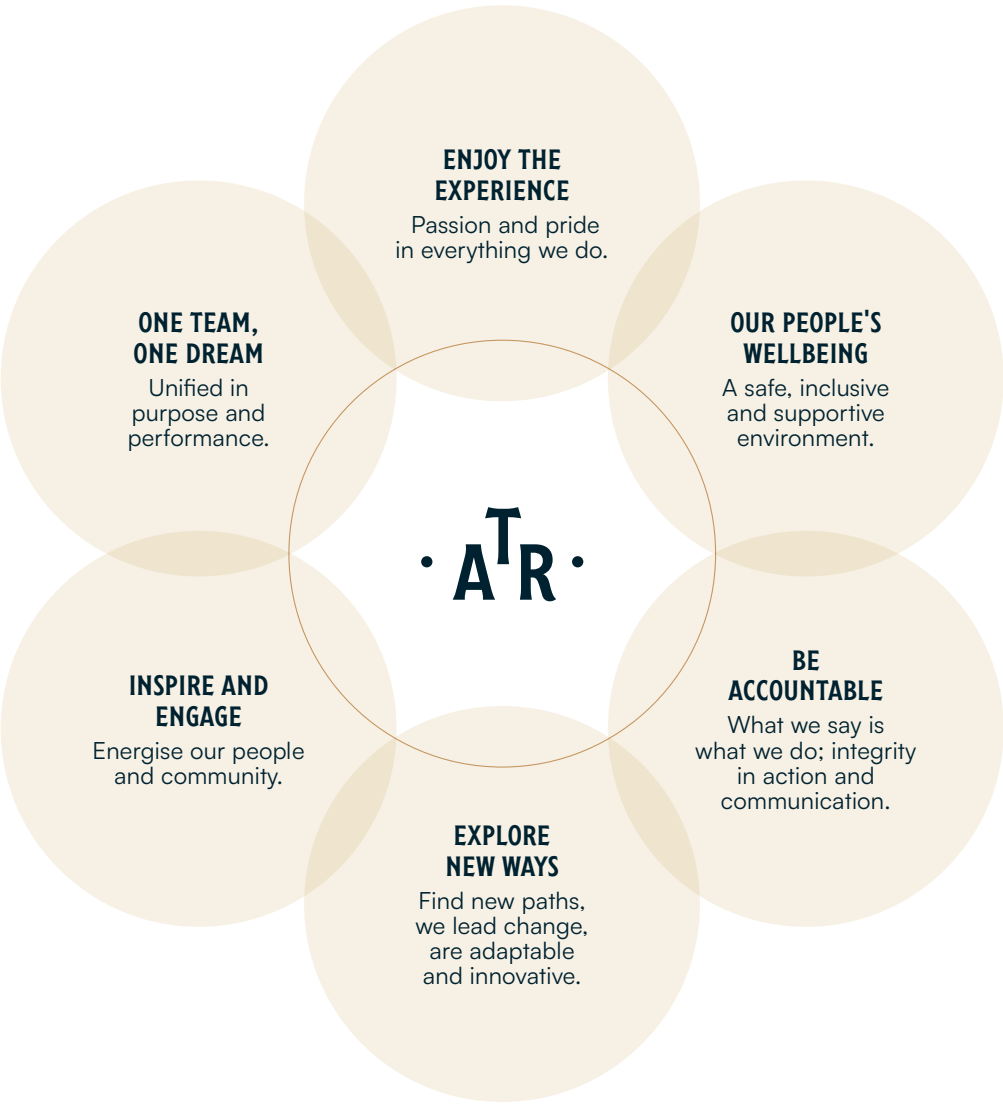 ENJOY THE
EXPERIENCE
Passion and pride
in everything we do.
OUR PEOPLE'S
WELLBEING
A safe, inclusive
and supportive
environment.
BE
ACCOUNTABLE
What we say is
what we do; integrity
in action and
communication.
EXPLORE
NEW WAYS
Find new paths,
we lead change,
are adaptable
and innovative.
INSPIRE AND
ENGAGE
Energise our people
and community.
ONE TEAM,
ONE DREAM
Unified in
purpose and
performance.
· ATR ·